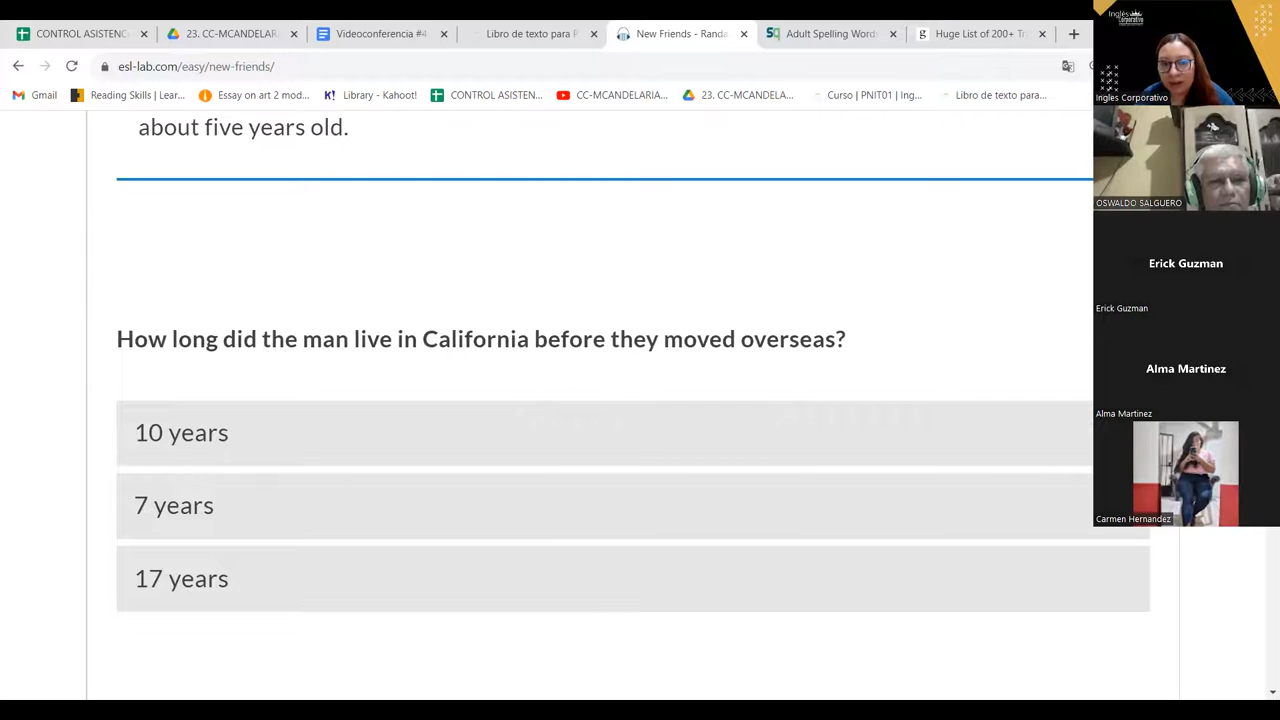 CONTROL ASISTENC
23. CC-MCANDELAR
Videoconferencia #4
Libro de texto para P
New Friends - Randa
Adult Spelling Words
Huge List of 200+ Tr
esl-lab.com/easy/new-friends/
Gmail
Reading Skills | Lear...
Essay on art 2 mod...
Library - Kahoot!
CONTROL ASISTEN...
CC-MCANDELARIA...
23. CC-MCANDELA...
Curso | PNIT01 | Ing...
Libro de texto para...
about five years old.
How long did the man live in California before they moved overseas?
10 years
7 years
17 years
Inglés
Corporativo
Ingles Corporativo
OSWALDO SALGUERO
Erick Guzman
Erick Guzman
Alma Martinez
Alma Martinez
Carmen Hernandez